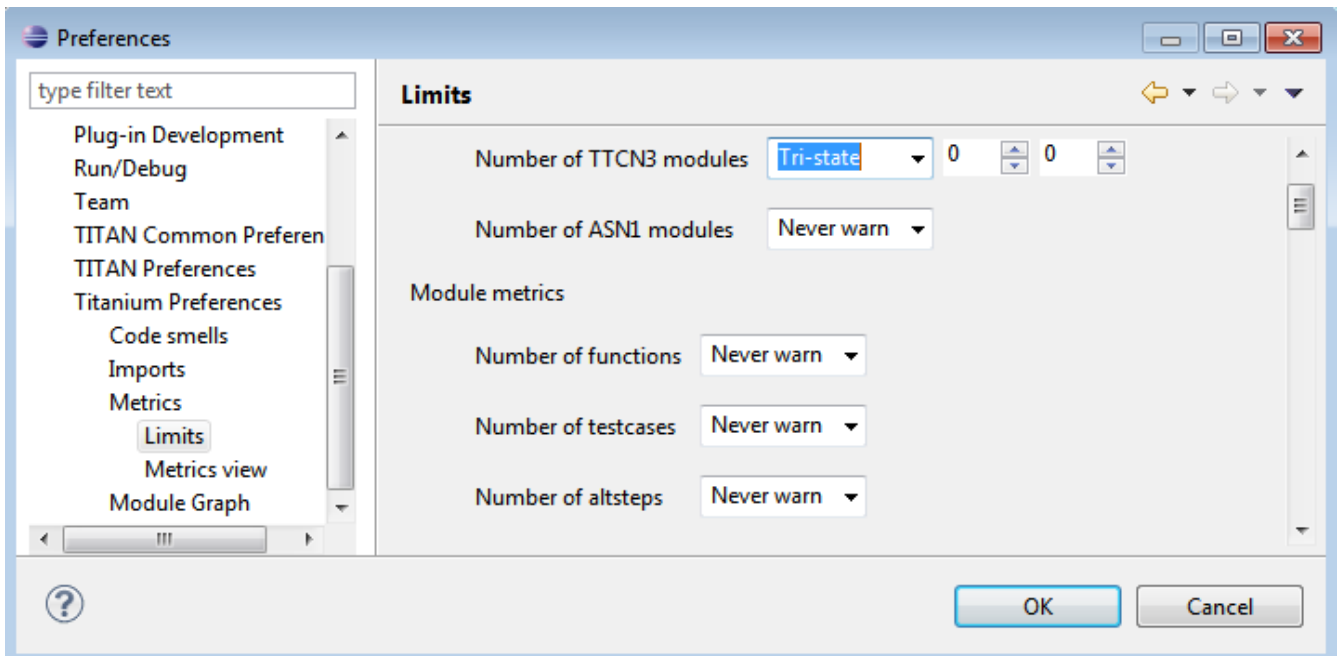 Preferences
type filter text
Limits
Plug-in Development
Run/Debug
Team
TITAN Common Preferen
TITAN Preferences
Titanium Preferences
Code smells
Imports
Metrics
Limits
Metrics view
Module Graph
Number of TTCN3 modules Tri-state 0 0
Number of ASN1 modules Never warn
Module metrics
Number of functions Never warn
Number of testcases Never warn
Number of altsteps Never warn
? OK Cancel